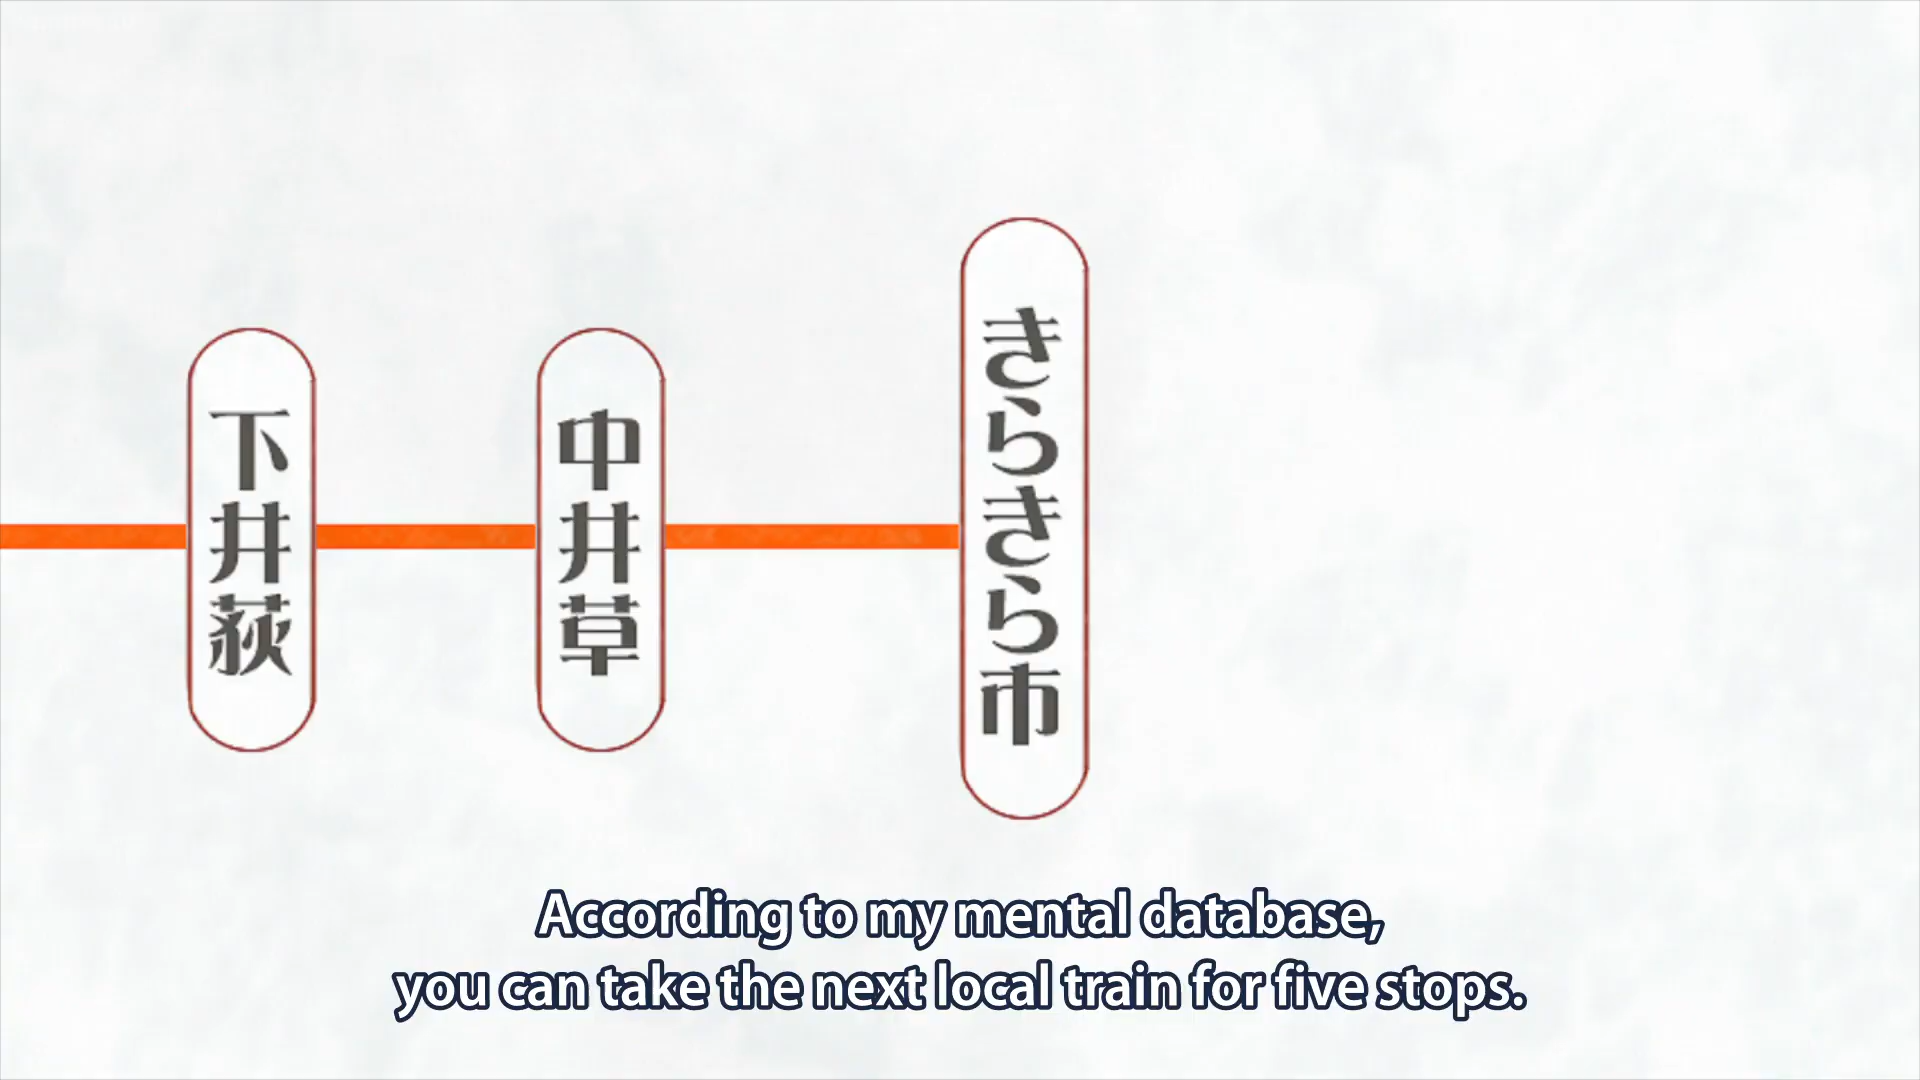 下井荻
中井草
きらきら市
According to my mental database,
you can take the next local train for five stops.